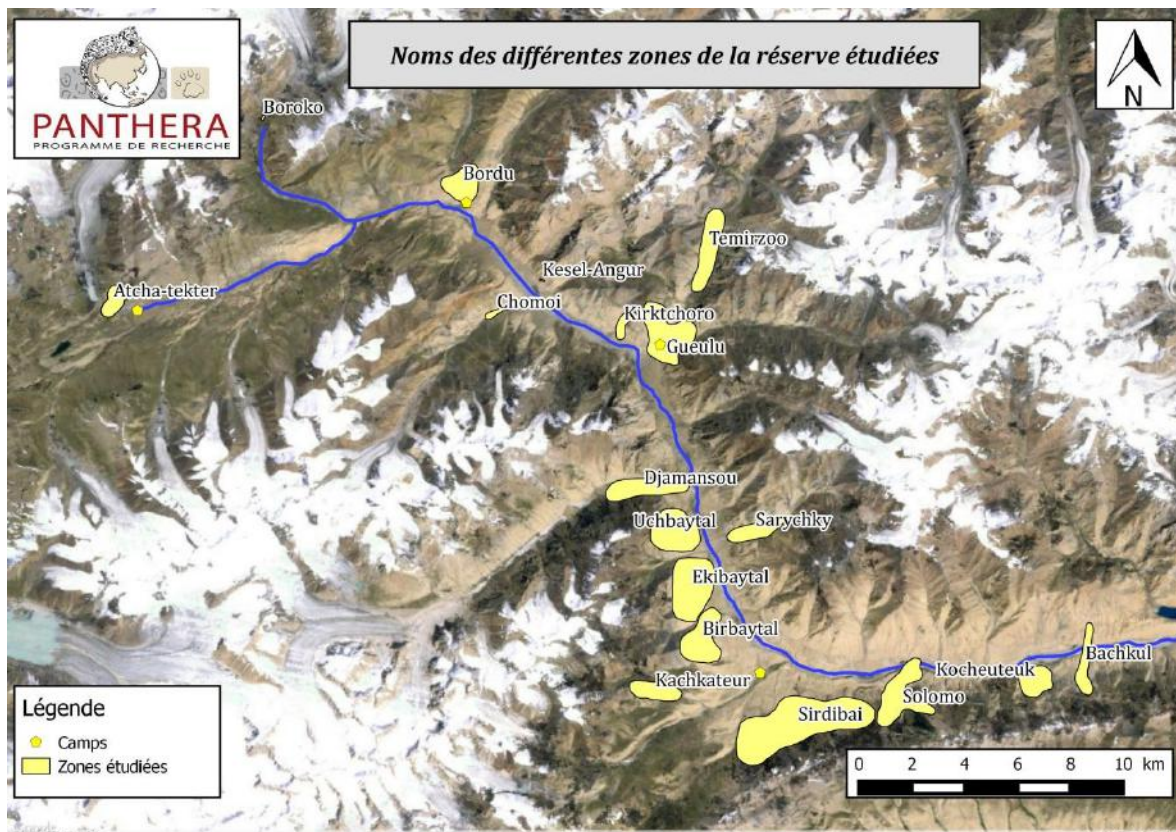 Noms des différentes zones de la réserve étudiées
PANTHERA
PROGRAMME DE RECHERCHE
N
Boroko
Bordu
Temirzoo
Kesel-Angur
Atcha-tekter
Chomoi
Kirktchoro
Gueulu
Djamansou
Uchbaytal
Sarychky
Ekibaytal
Birbaytal
Kachkateur
Kocheuteuk
Bachkul
Solomo
Sirdibai
Légende
Camps
Zones étudiées
0 2 4 6 8 10 km